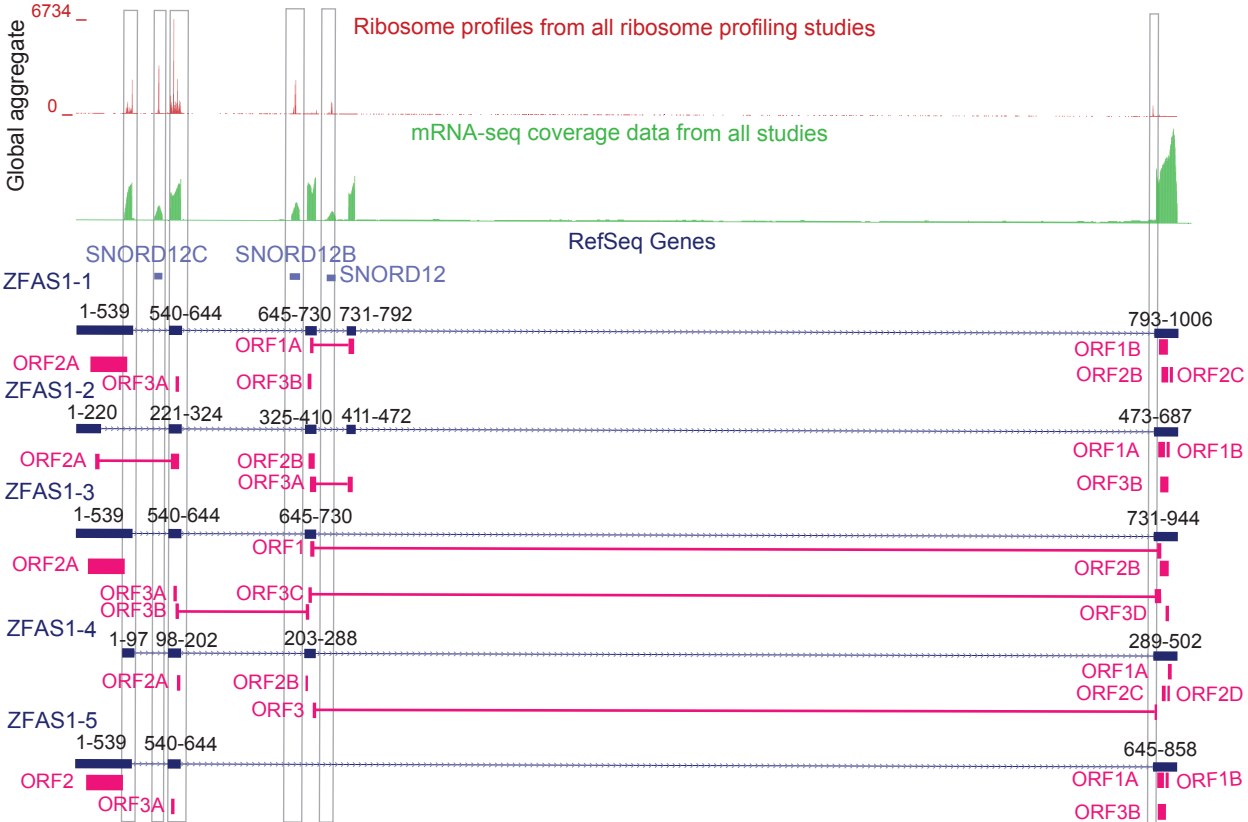 6734
Ribosome profiles from all ribosome profiling studies
Global aggregate
0
mRNA-seq coverage data from all studies
RefSeq Genes
SNORD12C SNORD12B SNORD12
ZFAS1-1
1-539 540-644 645-730 731-792 793-1006
ORF1A ORF1B
ORF2A ORF3A ORF3B ORF2B ORF2C
ZFAS1-2
1-220 221-324 325-410 411-472 473-687
ORF2A ORF2B ORF1A ORF1B
ORF3A ORF3B
ZFAS1-3
1-539 540-644 645-730 731-944
ORF1
ORF2A ORF2B
ORF3A ORF3C
ORF3B ORF3D
ZFAS1-4
1-97 98-202 203-288 289-502
ORF1A
ORF2A ORF2B ORF2C ORF2D
ORF3
ZFAS1-5
1-539 540-644 645-858
ORF2 ORF1A ORF1B
ORF3A ORF3B